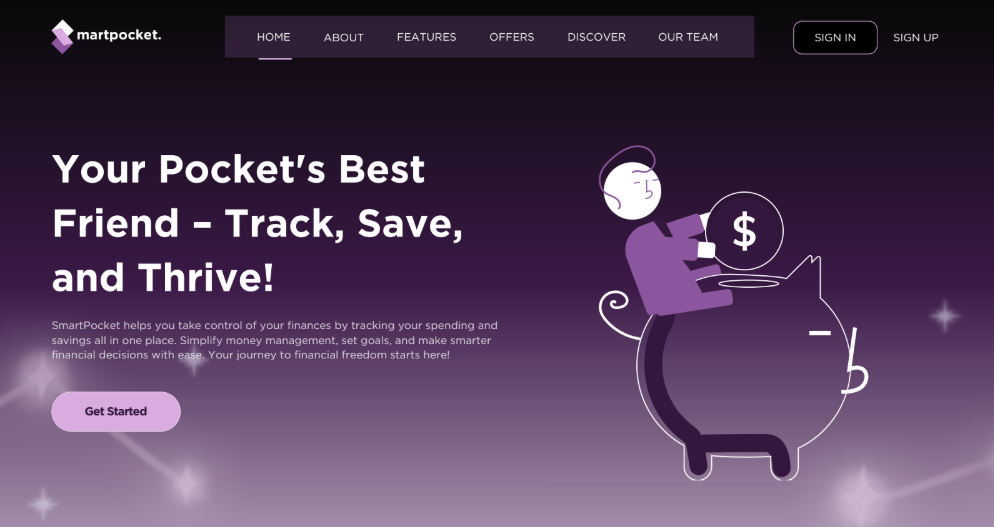 martpocket.
HOME
ABOUT
FEATURES
OFFERS
DISCOVER
OUR TEAM
SIGN IN
SIGN UP
Your Pocket's Best
Friend – Track, Save,
and Thrive!
SmartPocket helps you take control of your finances by tracking your spending and
savings all in one place. Simplify money management, set goals, and make smarter
financial decisions with ease. Your journey to financial freedom starts here!
Get Started
$